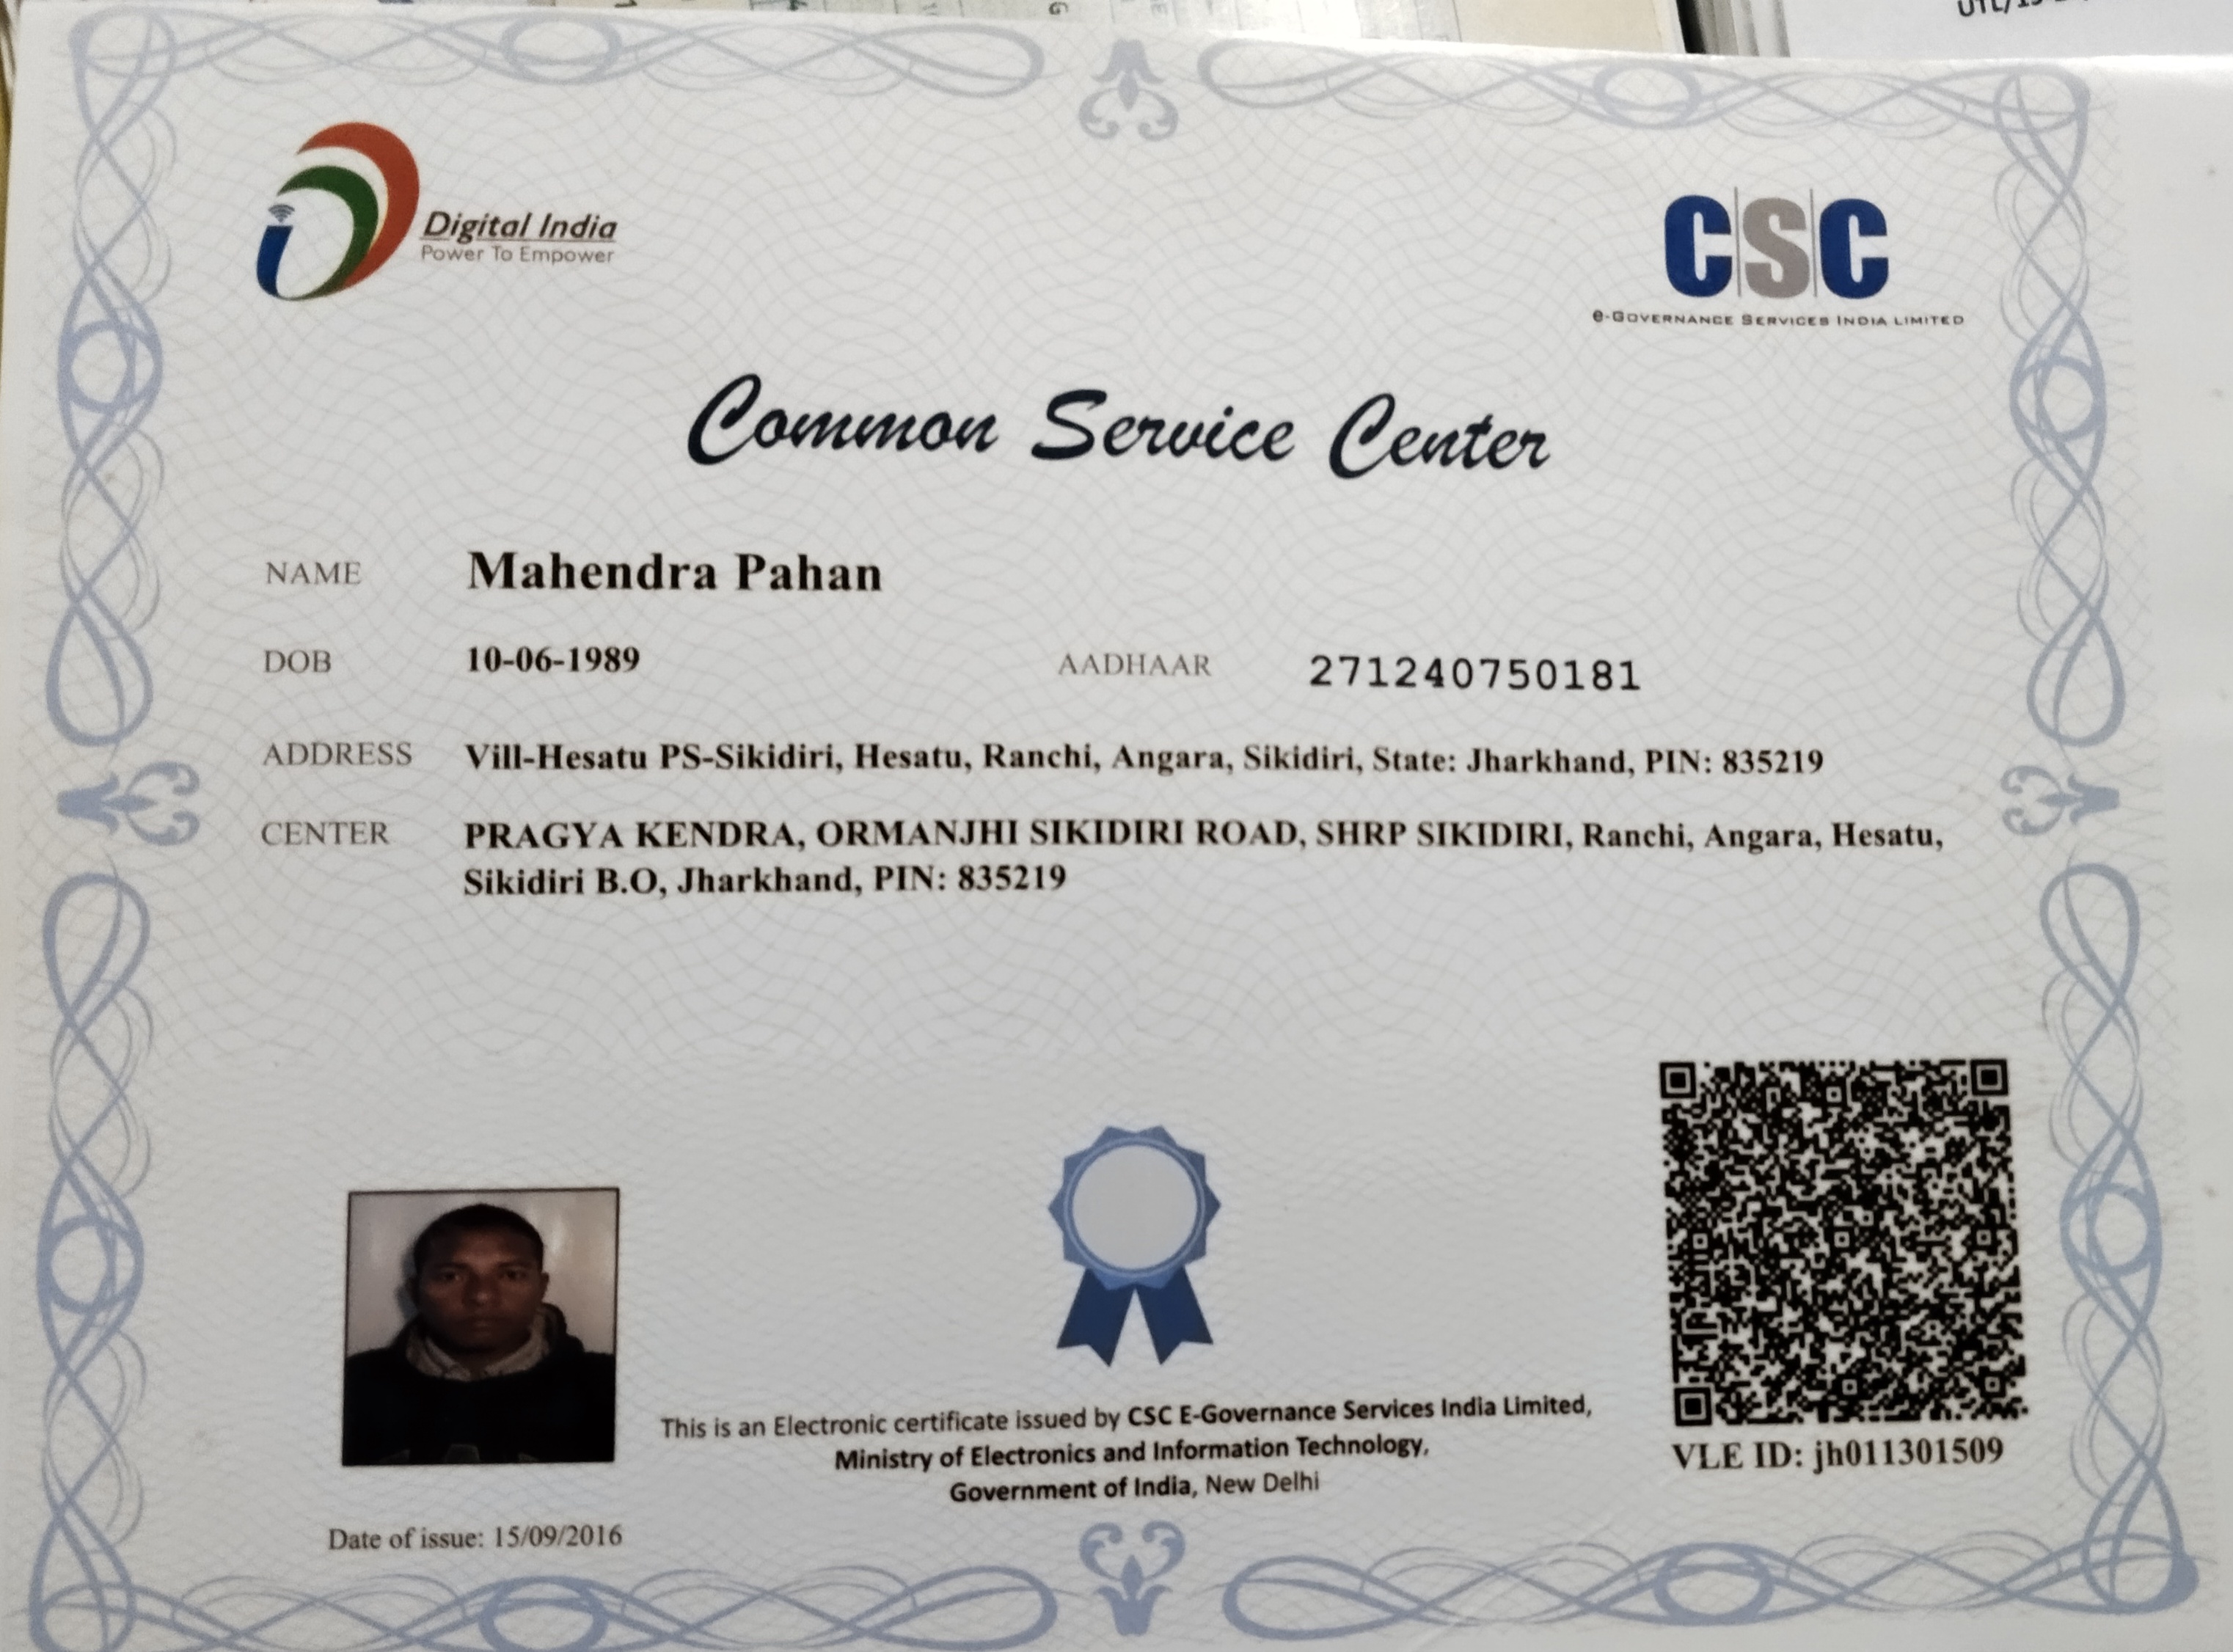 Digital India
Power To Empower
CSC
e-GOVERNANCE SERVICES INDIA LIMITED
Common Service Center
NAME Mahendra Pahan
DOB 10-06-1989 AADHAAR 271240750181
ADDRESS Vill-Hesatu PS-Sikidiri, Hesatu, Ranchi, Angara, Sikidiri, State: Jharkhand, PIN: 835219
CENTER PRAGYA KENDRA, ORMANJHI SIKIDIRI ROAD, SHRP SIKIDIRI, Ranchi, Angara, Hesatu,
Sikidiri B.O, Jharkhand, PIN: 835219
This is an Electronic certificate issued by CSC E-Governance Services India Limited,
Ministry of Electronics and Information Technology,
Government of India, New Delhi
VLE ID: jh011301509
Date of issue: 15/09/2016